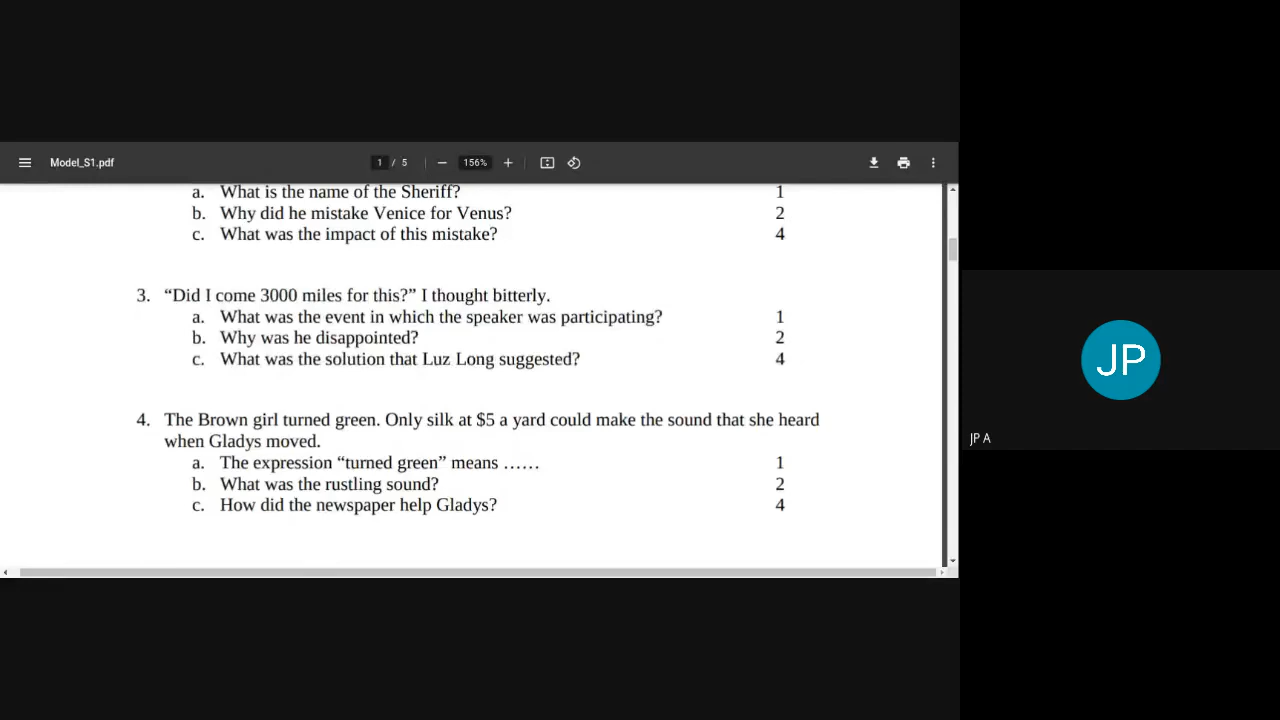 Model_S1.pdf
1 / 5
156%
a. What is the name of the Sheriff? 1
b. Why did he mistake Venice for Venus? 2
c. What was the impact of this mistake? 4
3. “Did I come 3000 miles for this?” I thought bitterly.
a. What was the event in which the speaker was participating? 1
b. Why was he disappointed? 2
c. What was the solution that Luz Long suggested? 4
4. The Brown girl turned green. Only silk at $5 a yard could make the sound that she heard
when Gladys moved.
a. The expression “turned green” means …… 1
b. What was the rustling sound? 2
c. How did the newspaper help Gladys? 4
JP
JP A